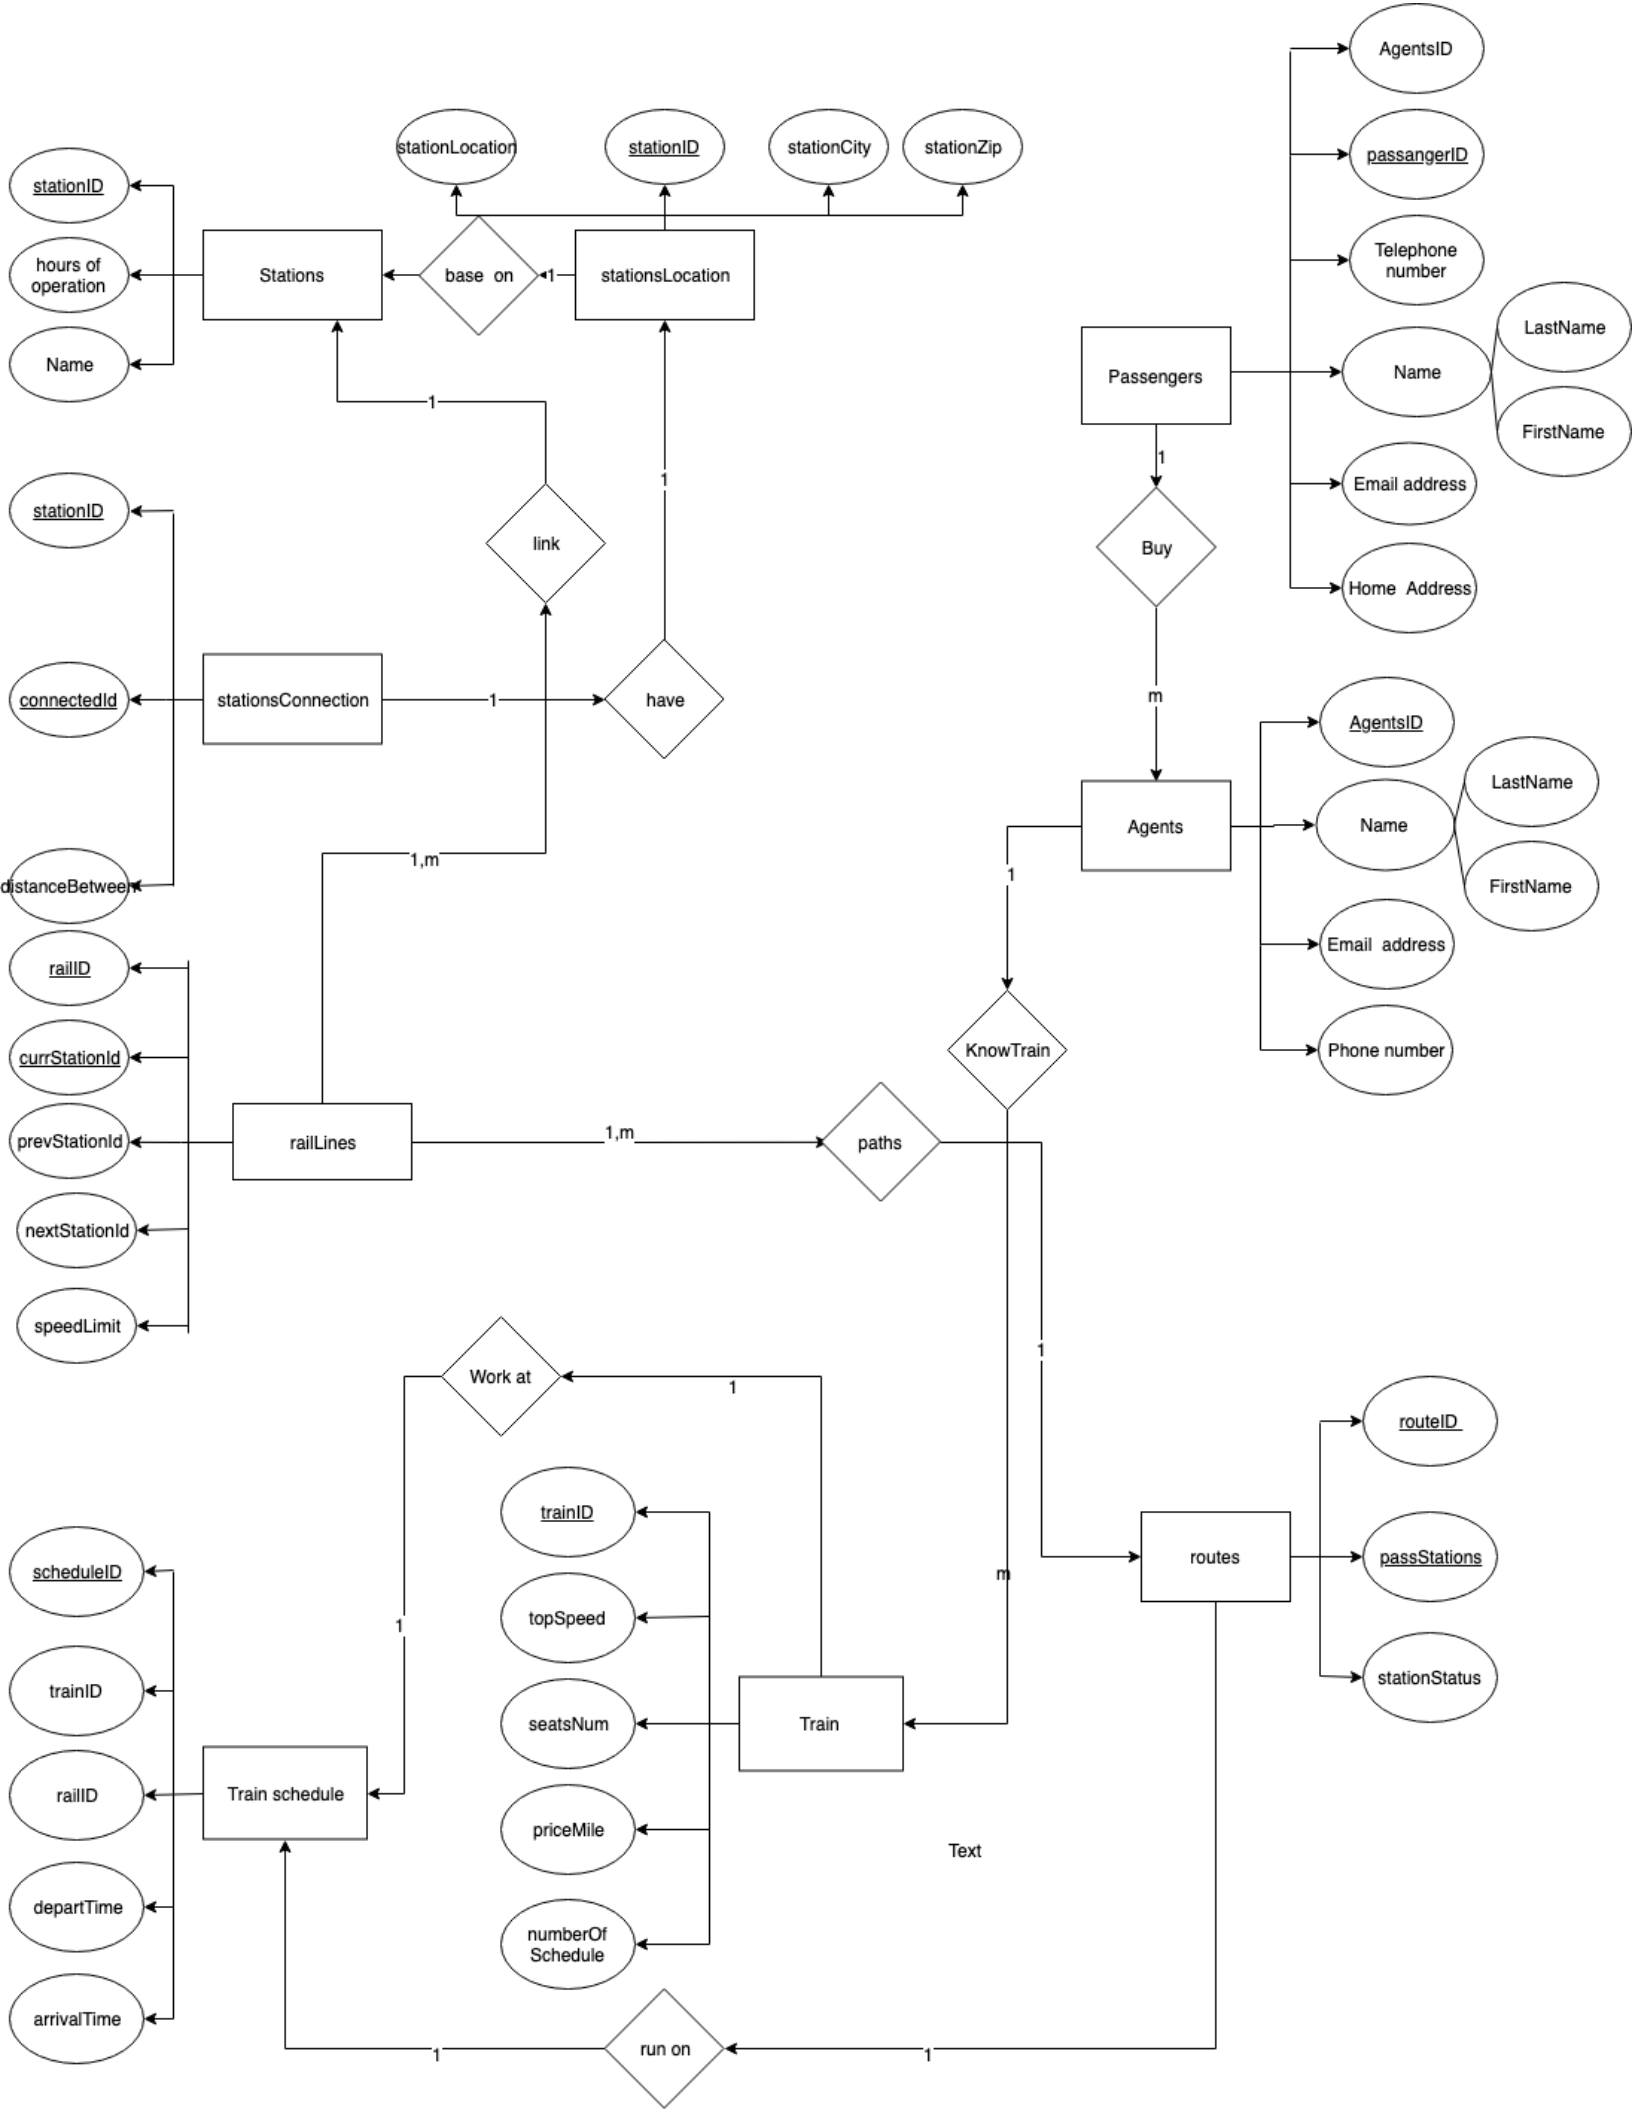 AgentsID
stationLocation
stationID
stationCity
stationZip
passangerID
stationID
hours of
operation
Stations
base  on
1
stationsLocation
Telephone
number
LastName
Name
Passengers
Name
1
FirstName
1
1
Email address
stationID
link
Buy
Home  Address
connectedId
stationsConnection
1
have
m
AgentsID
LastName
Agents
Name
1,m
1
distanceBetween
FirstName
Email  address
railID
currStationId
KnowTrain
Phone number
prevStationId
railLines
1,m
paths
nextStationId
speedLimit
1
Work at
1
routeID
trainID
routes
passStations
scheduleID
m
topSpeed
1
stationStatus
trainID
seatsNum
Train
railID
Train schedule
priceMile
Text
departTime
numberOf
Schedule
arrivalTime
1
run on
1